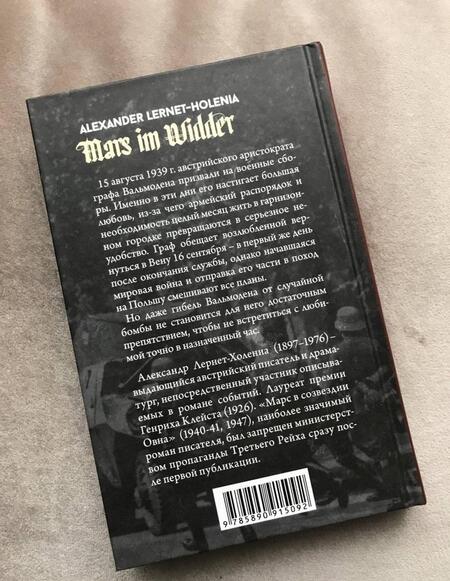 ALEXANDER LERNET-HOLENIA
Mars im Widder
15 августа 1939 г. австрийского аристократа
графа Вальмодена призвали на военные сбо-
ры. Именно в эти дни его настигает большая
любовь, из-за чего армейский распорядок и
необходимость целый месяц жить в гарнизон-
ном городке превращаются в серьезное не-
удобство. Граф обещает возлюбленной вер-
нуться в Вену 16 сентября – в первый же день
после окончания службы, однако начавшаяся
мировая война и отправка его части в поход
на Польшу смешивают все планы.
Но даже гибель Вальмодена от случайной
бомбы не становится для него достаточным
препятствием, чтобы не встретиться с люби-
мой точно в назначенный час.
Александр Лернет-Холениа (1897–1976) –
выдающийся австрийский писатель и драма-
тург, непосредственный участник описывае-
мых в романе событий. Лауреат премии
Генриха Клейста (1926). «Марс в созвездии
Овна» (1940-41, 1947), наиболее значимый
роман писателя, был запрещен министерст-
вом пропаганды Третьего Рейха сразу пос-
ле первой публикации.
9 785890 915092